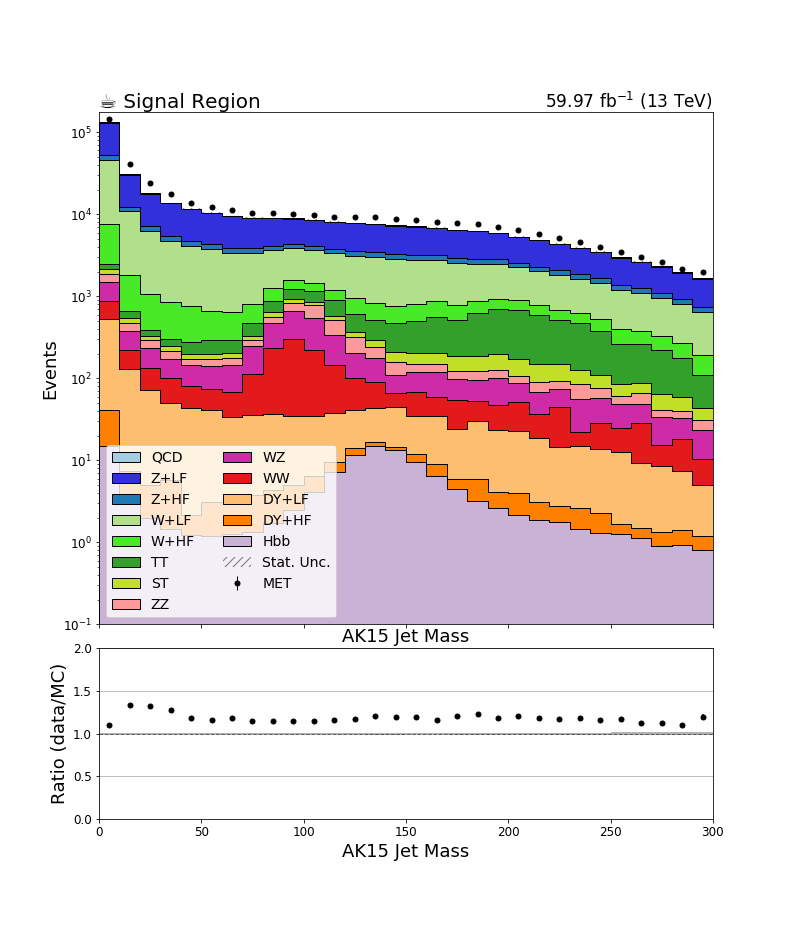 ☕ Signal Region 59.97 fb⁻¹ (13 TeV)
10⁵
10⁴
10³
10²
10¹
10⁰
10⁻¹
Events
QCD
Z+LF
Z+HF
W+LF
W+HF
TT
ST
ZZ
WZ
WW
DY+LF
DY+HF
Hbb
Stat. Unc.
MET
AK15 Jet Mass
2.0
1.5
1.0
0.5
0.0
Ratio (data/MC)
0 50 100 150 200 250 300
AK15 Jet Mass